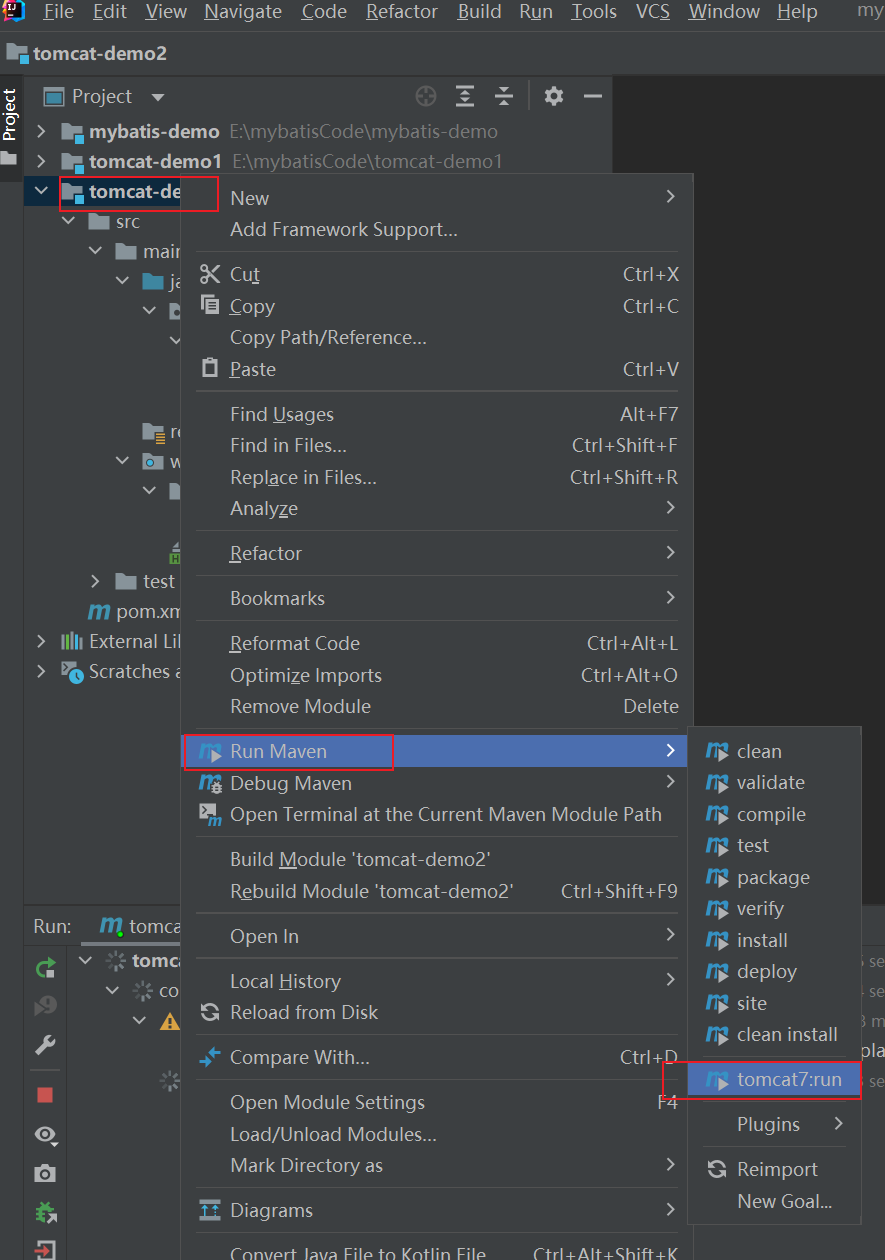 File Edit View Navigate Code Refactor Build Run Tools VCS Window Help my
tomcat-demo2
Project
Project
mybatis-demo E:\mybatisCode\mybatis-demo
tomcat-demo1 E:\mybatisCode\tomcat-demo1
tomcat-de
src
main
ja
re
w
test
pom.xm
External Lib
Scratches a
New
Add Framework Support...
Cut Ctrl+X
Copy Ctrl+C
Copy Path/Reference...
Paste Ctrl+V
Find Usages Alt+F7
Find in Files... Ctrl+Shift+F
Replace in Files... Ctrl+Shift+R
Analyze
Refactor
Bookmarks
Reformat Code Ctrl+Alt+L
Optimize Imports Ctrl+Alt+O
Remove Module Delete
Run Maven
Debug Maven
Open Terminal at the Current Maven Module Path
Build Module 'tomcat-demo2'
Rebuild Module 'tomcat-demo2' Ctrl+Shift+F9
Open In
Local History
Reload from Disk
Compare With... Ctrl+D
Open Module Settings F4
Load/Unload Modules...
Mark Directory as
Diagrams
Convert Java File to Kotlin File Ctrl+Alt+Shift+K
clean
validate
compile
test
package
verify
install
deploy
site
clean install
tomcat7:run
Plugins
Reimport
New Goal...
Run: tomca
tomc
co
se
se
m
pla
se